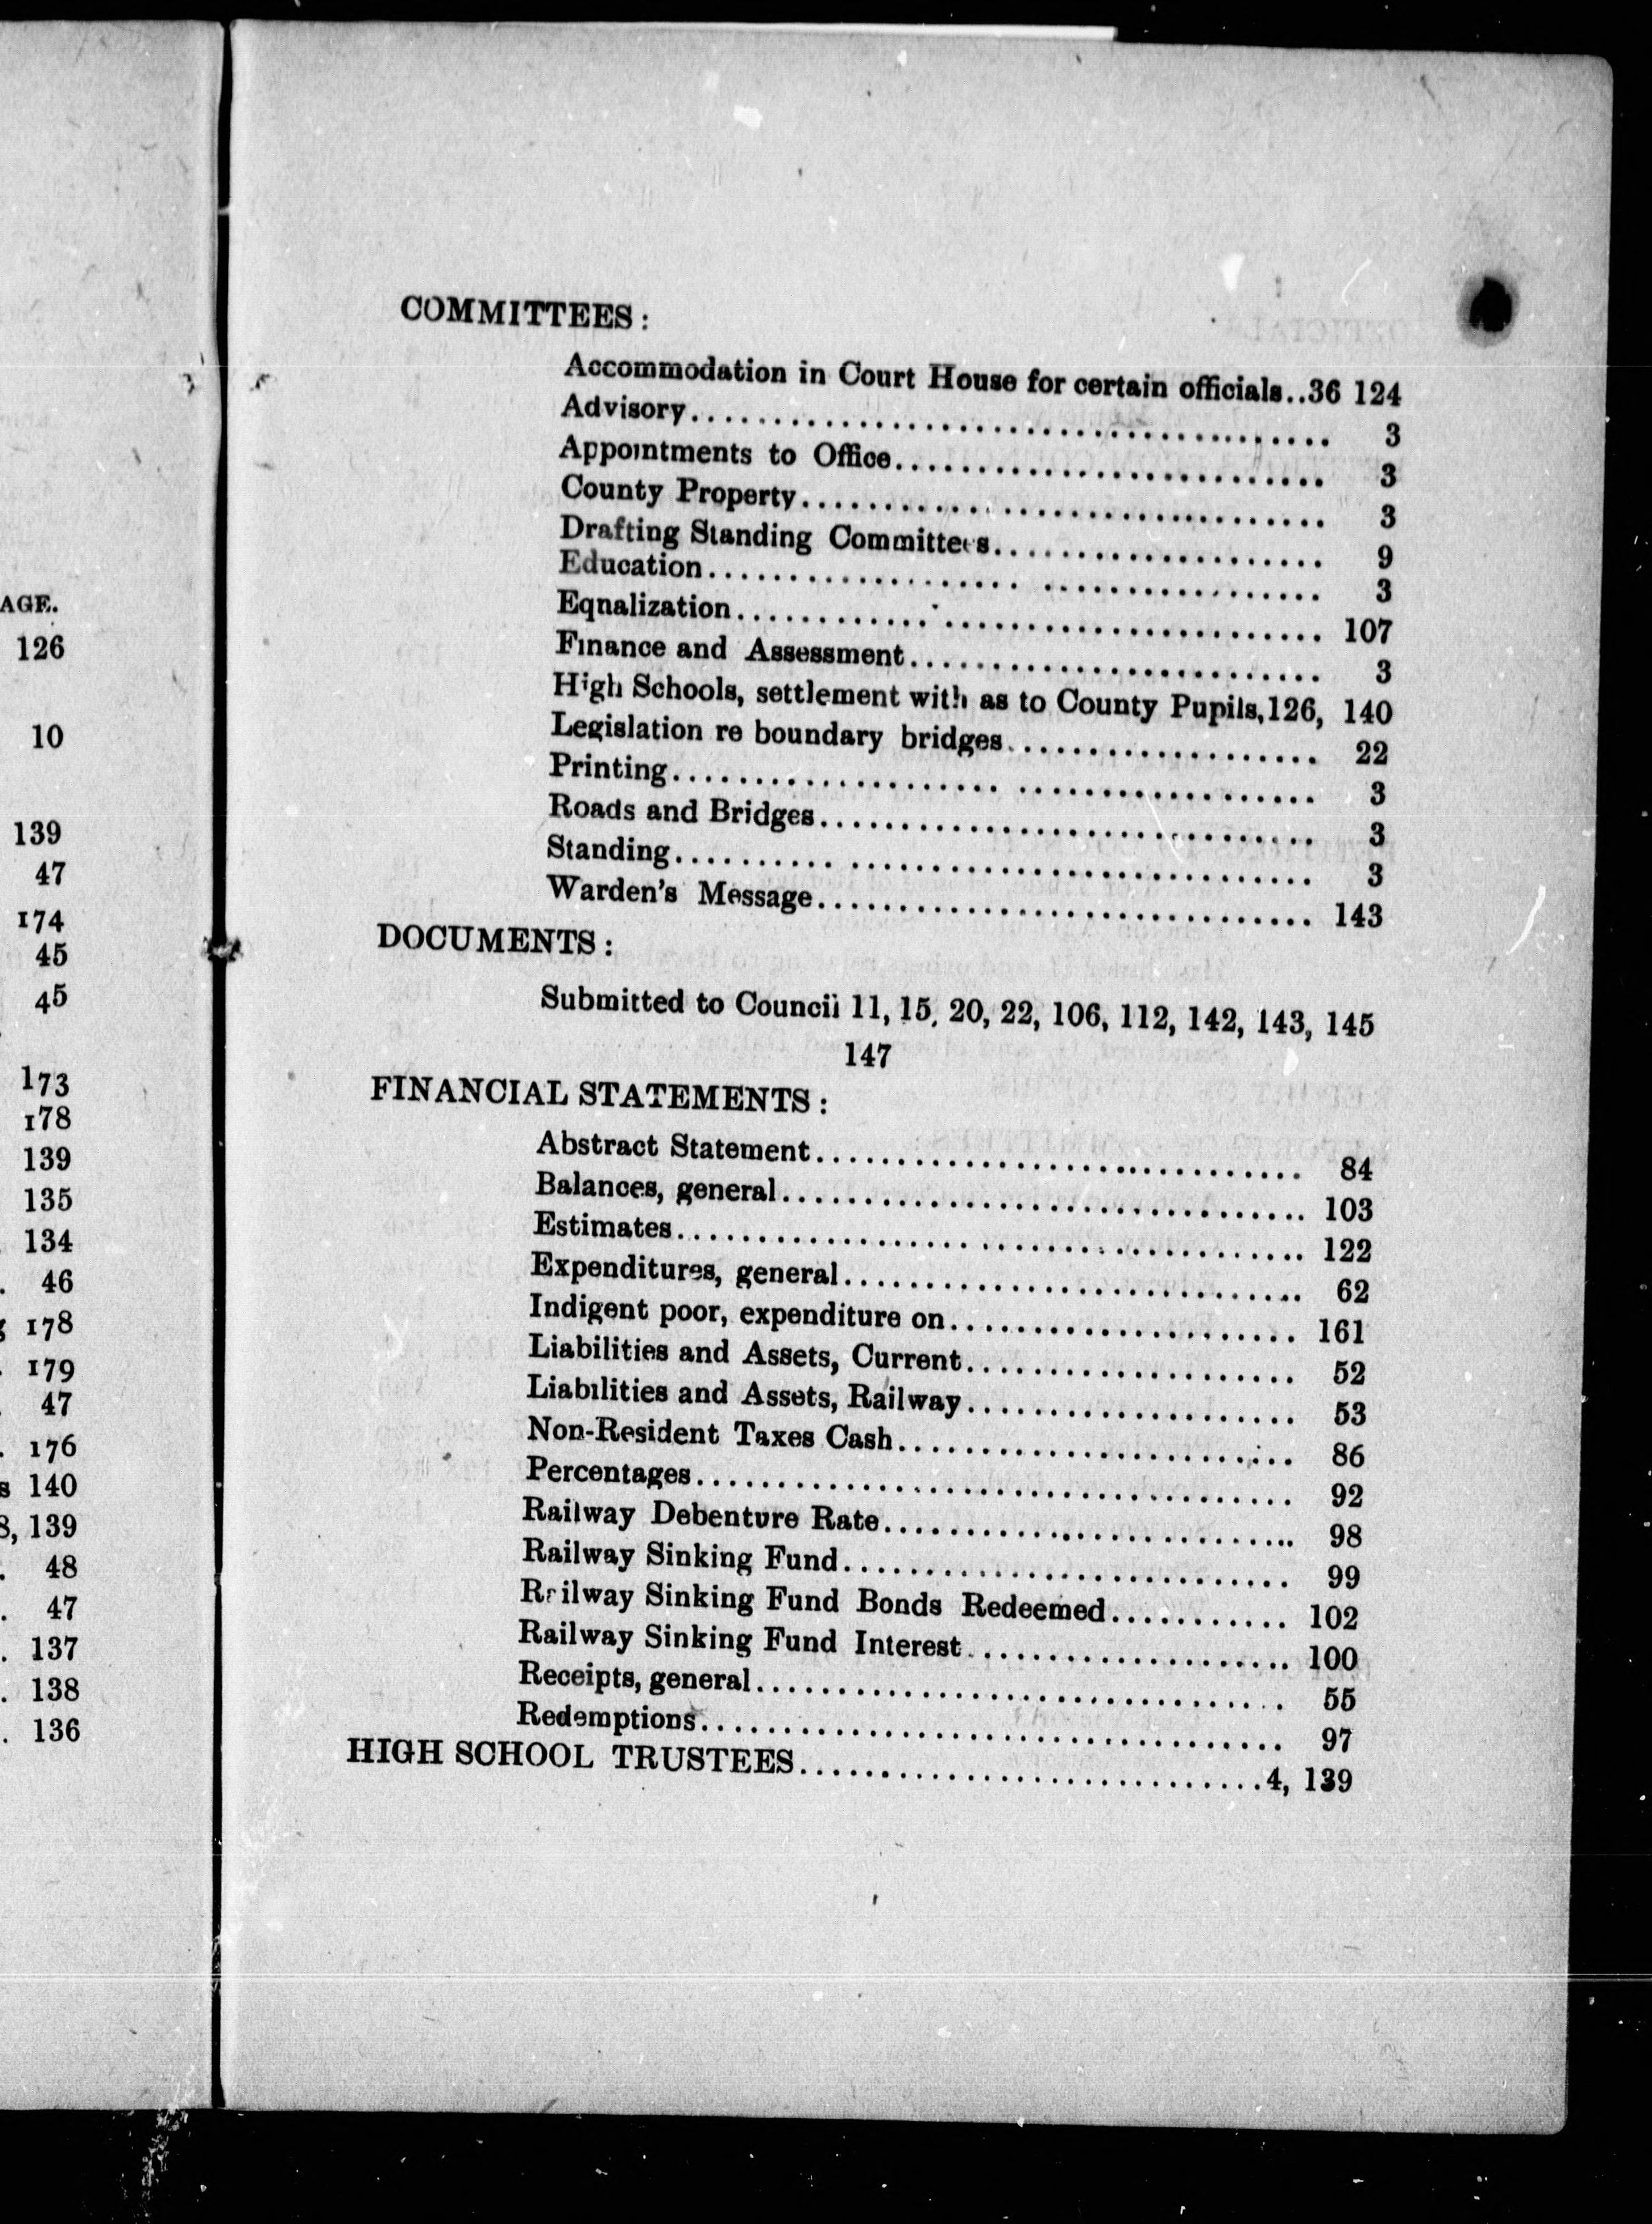 AGE.
126
10
139
47
174
45
45
173
178
139
135
134
. 46
178
. 179
. 47
. 176
s 140
8, 139
. 48
. 47
. 137
. 138
. 136
COMMITTEES:
Accommodation in Court House for certain officials..36 124
Advisory.................................... 3
Appointments to Office........................... 3
County Property................................. 3
Drafting Standing Committees..................... 9
Education...................................... 3
Eqnalization.................................... 107
Finance and Assessment.......................... 3
High Schools, settlement with as to County Pupils,126, 140
Legislation re boundary bridges.................... 22
Printing....................................... 3
Roads and Bridges............................... 3
Standing....................................... 3
Warden's Message............................... 143
DOCUMENTS:
Submitted to Council 11, 15, 20, 22, 106, 112, 142, 143, 145
147
FINANCIAL STATEMENTS:
Abstract Statement............................... 84
Balances, general................................. 103
Estimates....................................... 122
Expenditures, general............................. 62
Indigent poor, expenditure on...................... 161
Liabilities and Assets, Current..................... 52
Liabilities and Assets, Railway..................... 53
Non-Resident Taxes Cash......................... 86
Percentages...................................... 92
Railway Debenture Rate.......................... 98
Railway Sinking Fund............................ 99
Railway Sinking Fund Bonds Redeemed........... 102
Railway Sinking Fund Interest.................... 100
Receipts, general................................. 55
Redemptions.................................... 97
HIGH SCHOOL TRUSTEES.............................4, 139